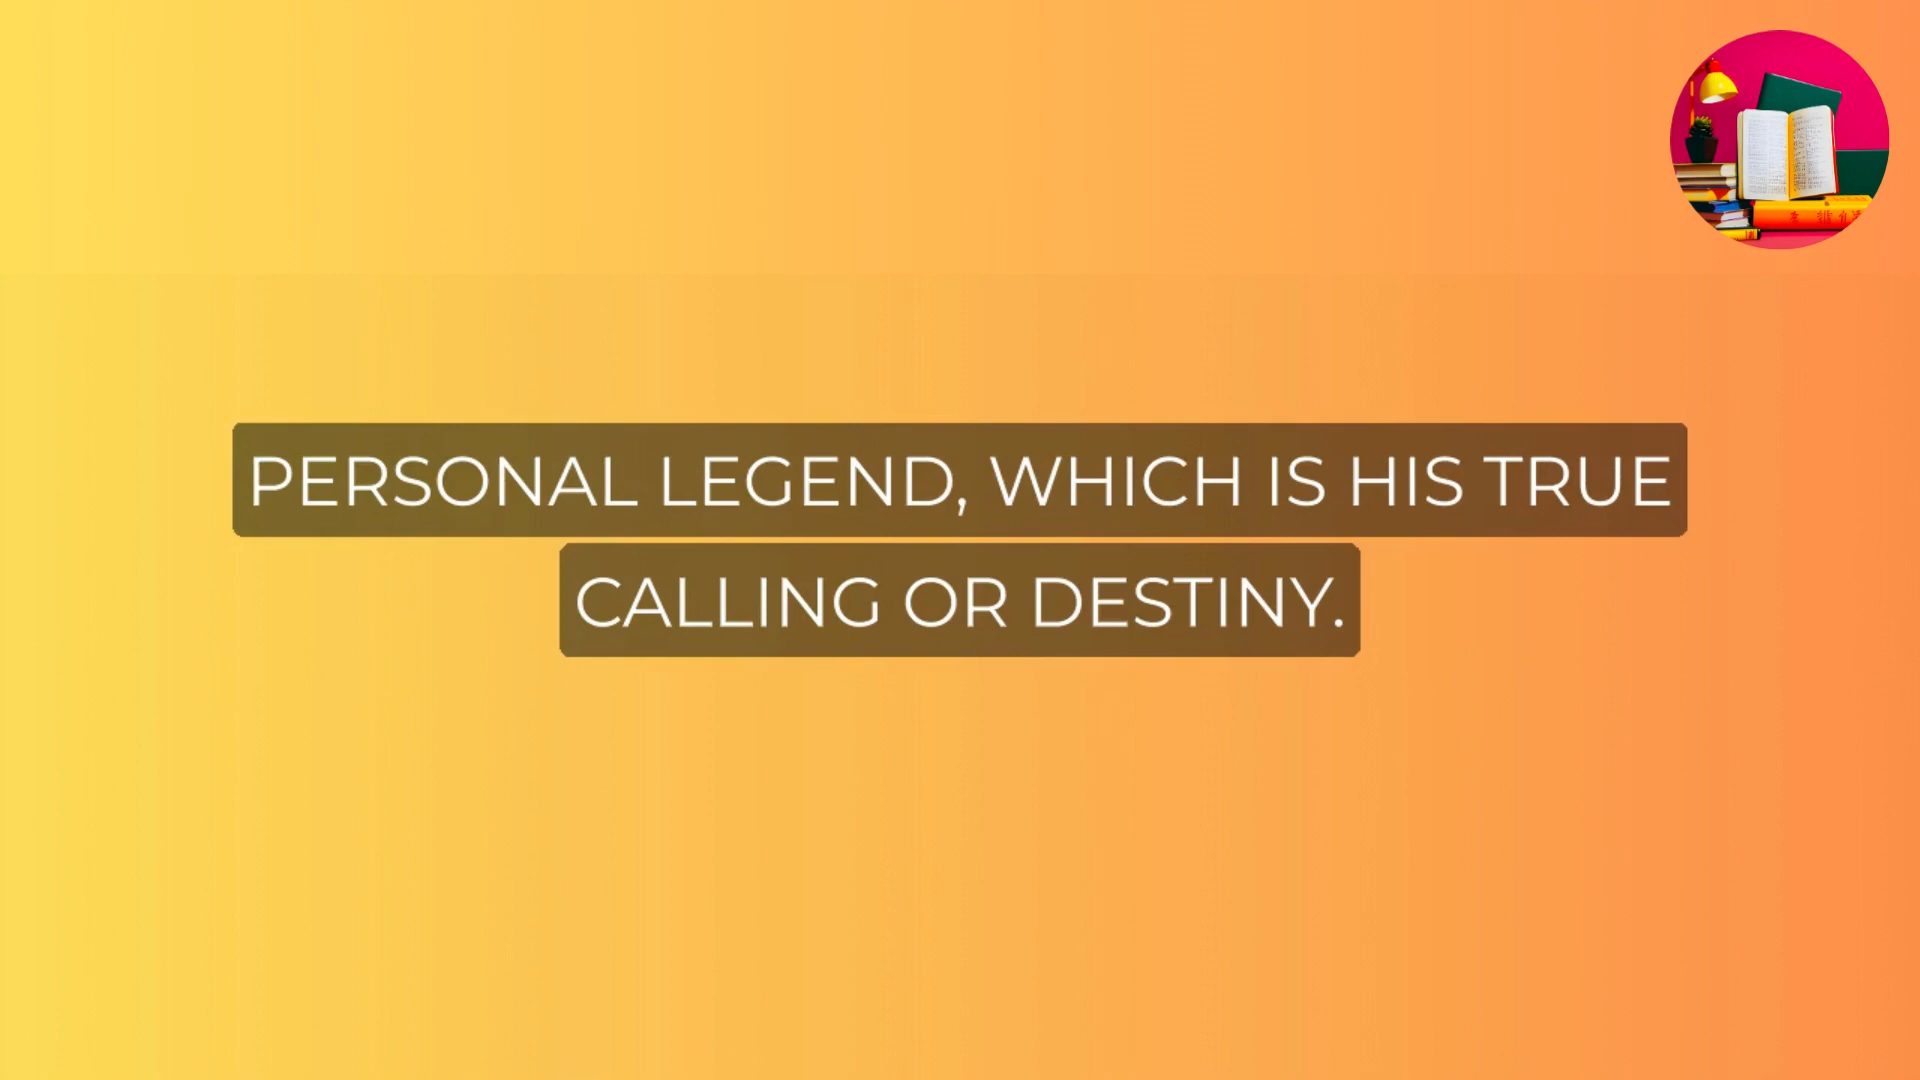 PERSONAL LEGEND, WHICH IS HIS TRUE
CALLING OR DESTINY.